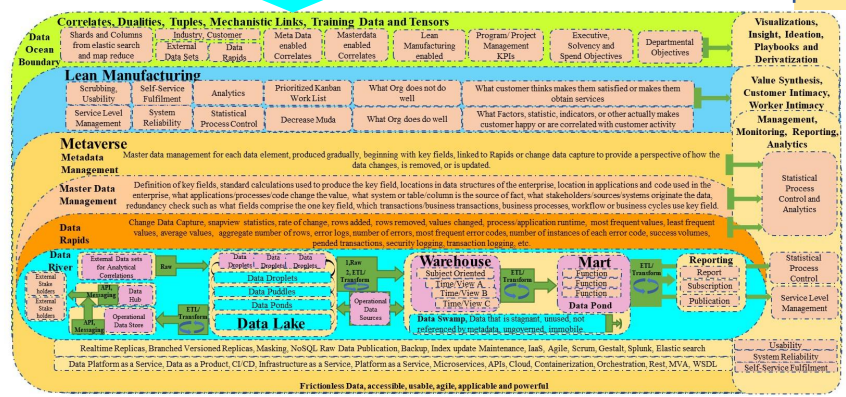 Correlates, Dualities, Tuples, Mechanistic Links, Training Data and Tensors
Data
Ocean
Boundary
Shards and Columns
from elastic search
and map reduce
Industry, Customer
External
Data Sets
Data
Rapids
Meta Data
enabled
Correlates
Masterdata
enabled
Correlates
Lean
Manufacturing
enabled
Program/ Project
Management
KPIs
Executive,
Solvency and
Spend Objectives
Departmental
Objectives
Visualizations,
Insight, Ideation,
Playbooks and
Derivatization
Lean Manufacturing
Scrubbing,
Usability
Self-Service
Fulfilment
Analytics
Prioritized Kanban
Work List
What Org does not do
well
What customer thinks makes them satisfied or makes them
obtain services
Service Level
Management
System
Reliability
Statistical
Process Control
Decrease Muda
What Org does do well
What Factors, statistic, indicators, or other actually makes
customer happy or are correlated with customer activity
Value Synthesis,
Customer Intimacy,
Worker Intimacy
Management,
Monitoring, Reporting,
Analytics
Metaverse
Metadata
Management
Master data management for each data element, produced gradually, beginning with key fields, linked to Rapids or change data capture to provide a perspective of how the
data changes, is removed, or is updated.
Master Data
Management
Definition of key fields, standard calculations used to produce the key field, locations in data structures of the enterprise, location in applications and code used in the
enterprise, what applications/processes/code change the value, what system or table/column is the source of fact, what stakeholders/sources/systems originate the data,
redundancy check such as what fields comprise the one key field, which transactions/business transactions, business processes, workflow or business cycles use key field.
Statistical
Process
Control and
Analytics
Data
Rapids
Change Data Capture, snapview statistics, rate of change, rows added, rows removed, values changed, process/application runtime, most frequent values, least frequent
values, average values, aggregate number of rows, error logs, number of errors, most frequent error codes, number of instances of each error code, success volumes,
pended transactions, security logging, transaction logging, etc.
Data
River
External Data sets
for Analytical
Correlations
Raw
External
Stake
holders
External
Stake
holders
API,
Messaging
Data
Hub
API,
Messaging
Operational
Data Store
ETL/
Transform
Data
Droplets
Data
Droplets
Data
Droplets
Data Droplets
Data Puddles
Data Ponds
Data Lake
1,Raw
2, ETL/
Transform
Operational
Data
Sources
Warehouse
Subject Oriented
Time/View A
Time/View B
Time/View C
ETL/
Transform
Mart
Function
Function
Function
Data Pond
ETL/
Transform
Reporting
Report
Subscription
Publication
Data Swamp, Data that is stagnant, unused, not
referenced by metadata, ungoverned, immobile.
Statistical
Process
Control
Service Level
Management
Realtime Replicas, Branched Versioned Replicas, Masking, NoSQL Raw Data Publication, Backup, Index update Maintenance, IaaS, Agile, Scrum, Gestalt, Splunk, Elastic search
Data Platform as a Service, Data as a Product, CI/CD, Infrastructure as a Service, Platform as a Service, Microservices, APIs, Cloud, Containerization, Orchestration, Rest, MVA, WSDL
Usability
System Reliability
Self-Service Fulfilment
Frictionless Data, accessible, usable, agile, applicable and powerful